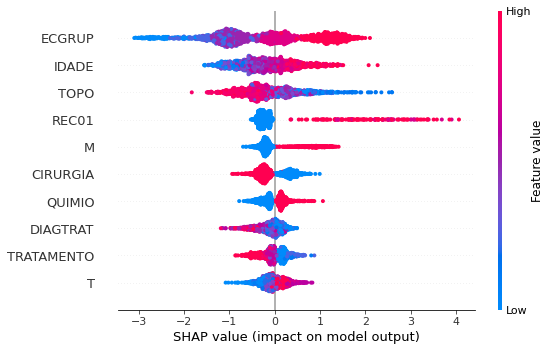 High
ECGRUP
IDADE
TOPO
REC01
M
CIRURGIA
QUIMIO
DIAGTRAT
TRATAMENTO
T
Feature value
Low
−3 −2 −1 0 1 2 3 4
SHAP value (impact on model output)